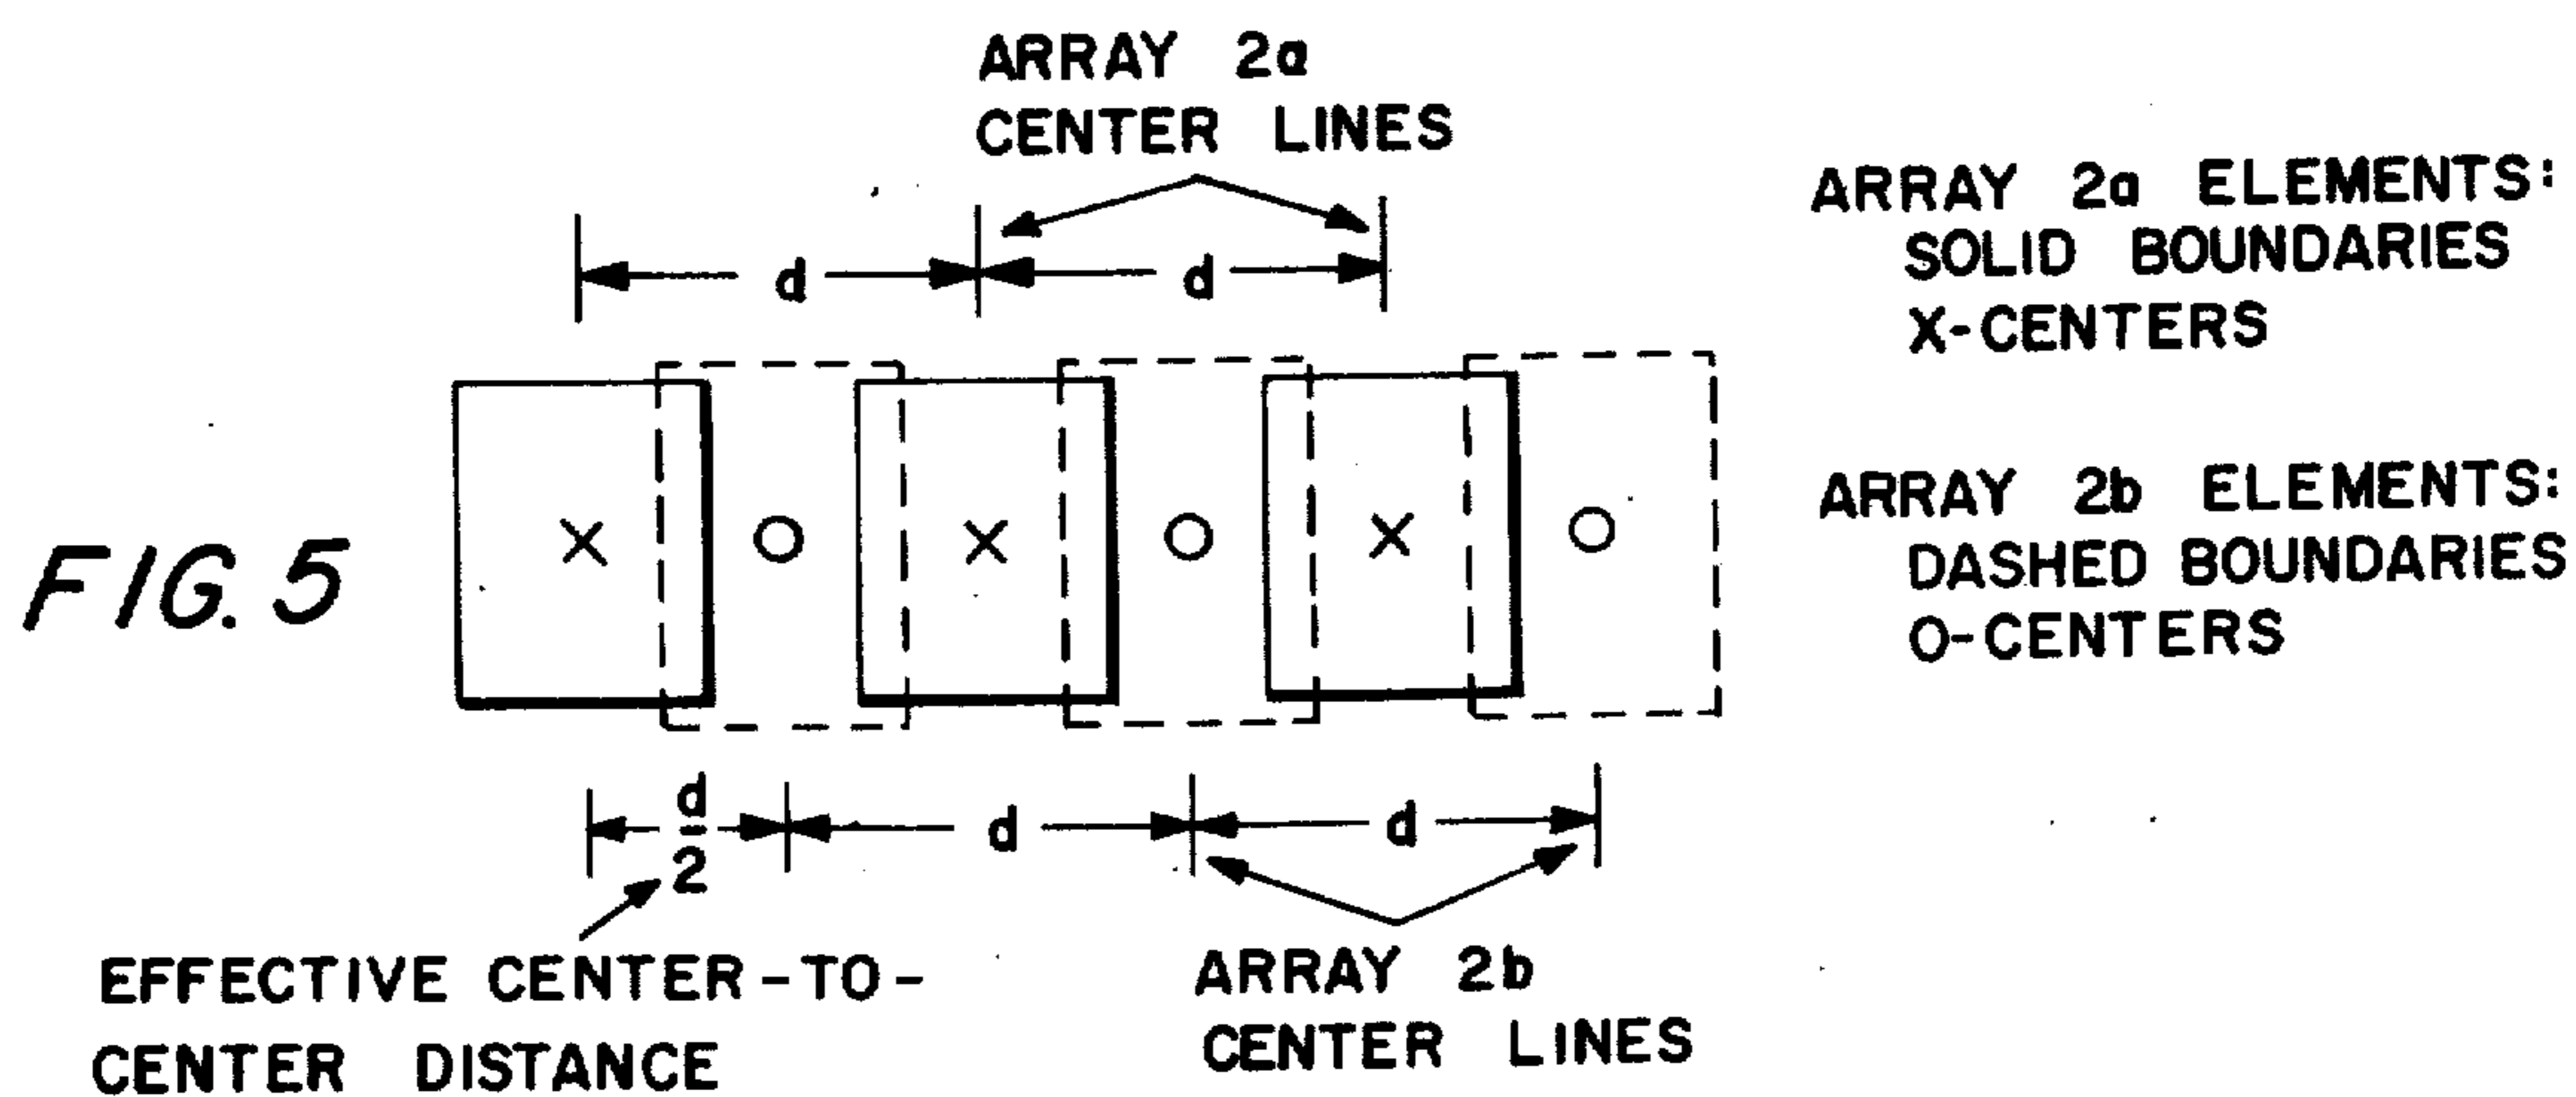 ARRAY 2a
CENTER LINES
d
d
ARRAY 2a ELEMENTS:
SOLID BOUNDARIES
X-CENTERS
ARRAY 2b ELEMENTS:
DASHED BOUNDARIES
O-CENTERS
X O X O X O
FIG. 5
d
2
d
d
EFFECTIVE CENTER-TO-
CENTER DISTANCE
ARRAY 2b
CENTER LINES